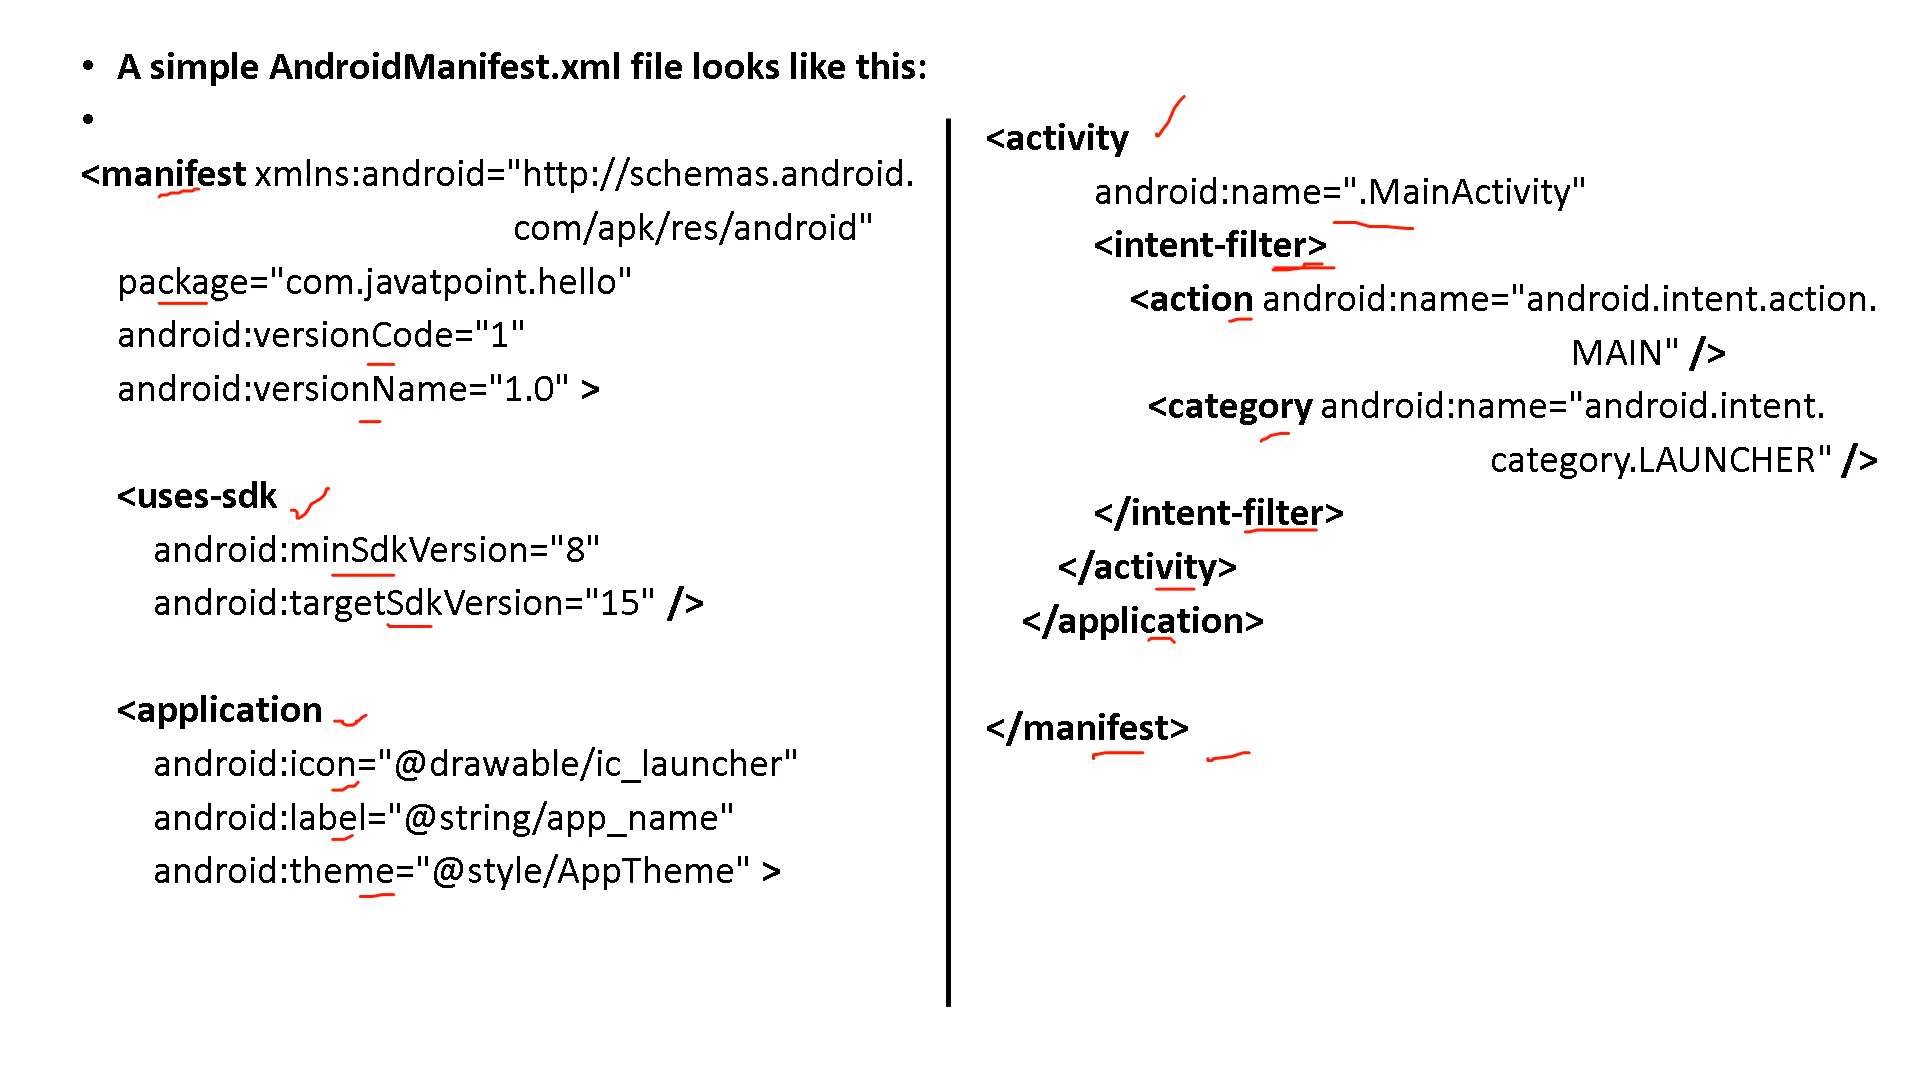 • A simple AndroidManifest.xml file looks like this:
•
<manifest xmlns:android="http://schemas.android.
com/apk/res/android"
package="com.javatpoint.hello"
android:versionCode="1"
android:versionName="1.0" >
<uses-sdk
android:minSdkVersion="8"
android:targetSdkVersion="15" />
<application
android:icon="@drawable/ic_launcher"
android:label="@string/app_name"
android:theme="@style/AppTheme" >
<activity
android:name=".MainActivity"
<intent-filter>
<action android:name="android.intent.action.
MAIN" />
<category android:name="android.intent.
category.LAUNCHER" />
</intent-filter>
</activity>
</application>
</manifest>